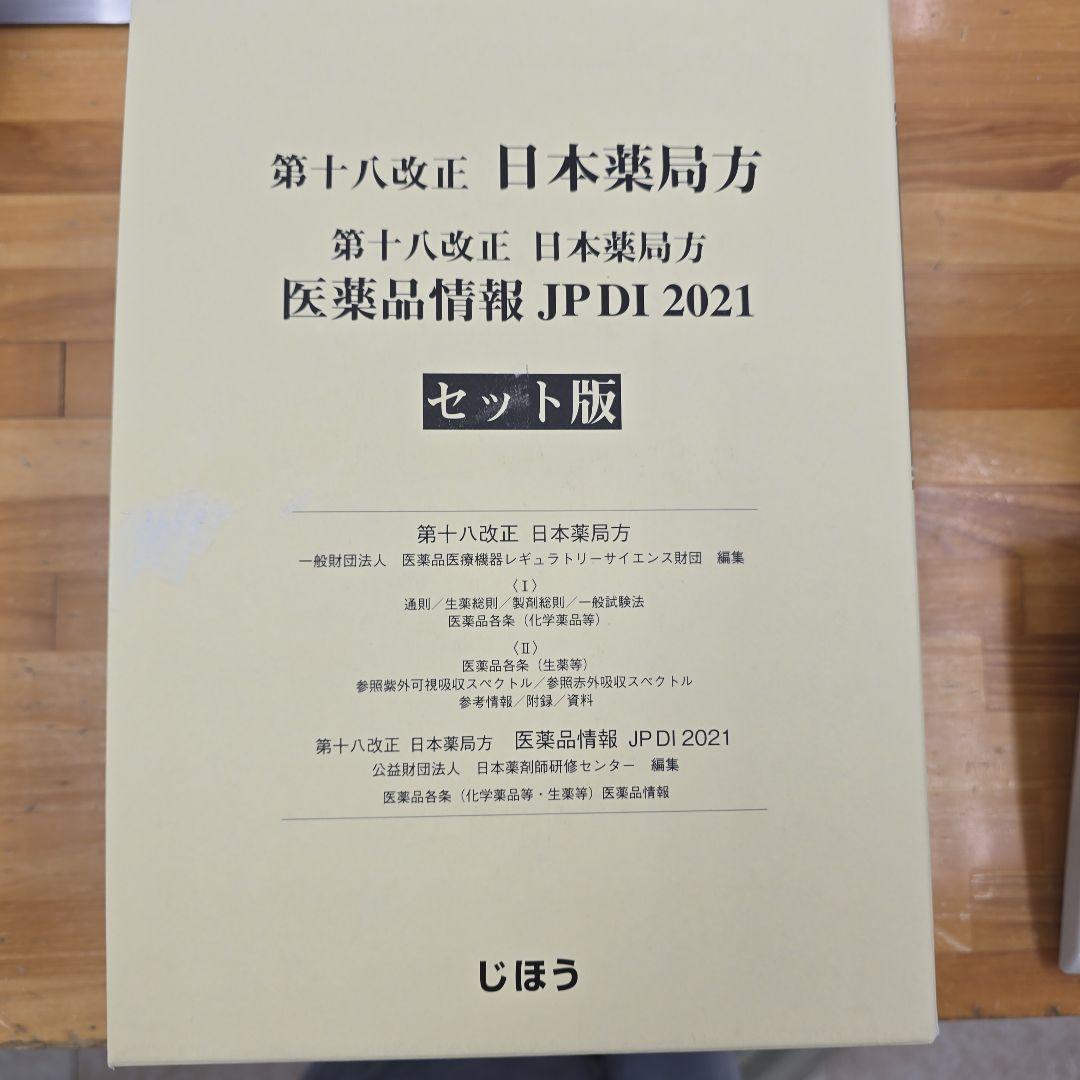 第十八改正 日本薬局方
第十八改正 日本薬局方
医薬品情報 JP DI 2021
セット版
第十八改正 日本薬局方
一般財団法人 医薬品医療機器レギュラトリーサイエンス財団 編集
〈Ⅰ〉
通則／生薬総則／製剤総則／一般試験法
医薬品各条（化学薬品等）
〈Ⅱ〉
医薬品各条（生薬等）
参照紫外可視吸収スペクトル／参照赤外吸収スペクトル
参考情報／附録／資料
第十八改正 日本薬局方 医薬品情報 JP DI 2021
公益財団法人 日本薬剤師研修センター 編集
医薬品各条（化学薬品等・生薬等）医薬品情報
じほう